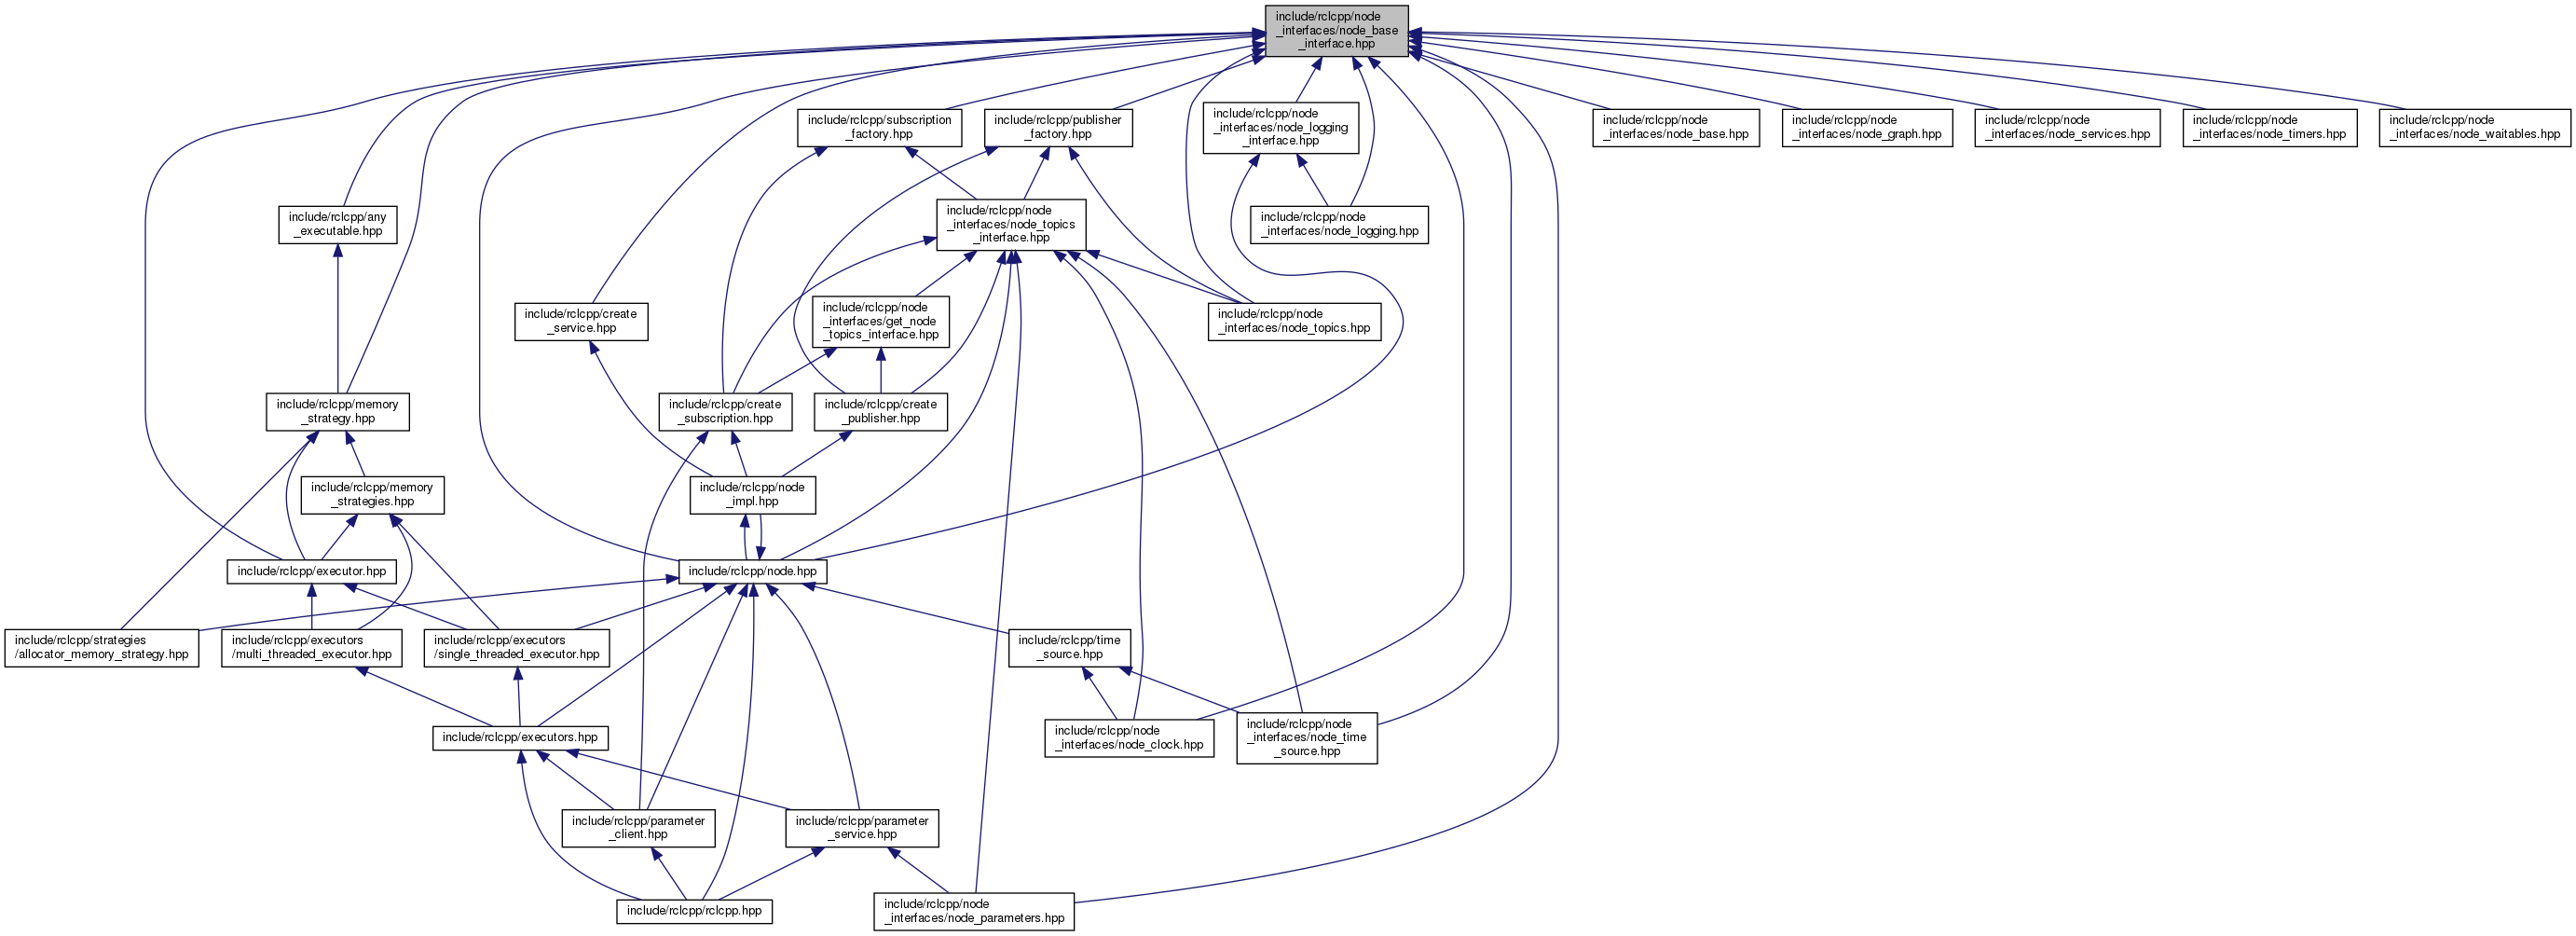 include/rclcpp/node
_interfaces/node_base
_interface.hpp
include/rclcpp/subscription
_factory.hpp
include/rclcpp/publisher
_factory.hpp
include/rclcpp/node
_interfaces/node_logging
_interface.hpp
include/rclcpp/node
_interfaces/node_base.hpp
include/rclcpp/node
_interfaces/node_graph.hpp
include/rclcpp/node
_interfaces/node_services.hpp
include/rclcpp/node
_interfaces/node_timers.hpp
include/rclcpp/node
_interfaces/node_waitables.hpp
include/rclcpp/any
_executable.hpp
include/rclcpp/node
_interfaces/node_topics
_interface.hpp
include/rclcpp/node
_interfaces/node_logging.hpp
include/rclcpp/create
_service.hpp
include/rclcpp/node
_interfaces/get_node
_topics_interface.hpp
include/rclcpp/node
_interfaces/node_topics.hpp
include/rclcpp/memory
_strategy.hpp
include/rclcpp/create
_subscription.hpp
include/rclcpp/create
_publisher.hpp
include/rclcpp/memory
_strategies.hpp
include/rclcpp/node
_impl.hpp
include/rclcpp/executor.hpp
include/rclcpp/node.hpp
include/rclcpp/strategies
/allocator_memory_strategy.hpp
include/rclcpp/executors
/multi_threaded_executor.hpp
include/rclcpp/executors
/single_threaded_executor.hpp
include/rclcpp/time
_source.hpp
include/rclcpp/executors.hpp
include/rclcpp/node
_interfaces/node_clock.hpp
include/rclcpp/node
_interfaces/node_time
_source.hpp
include/rclcpp/parameter
_client.hpp
include/rclcpp/parameter
_service.hpp
include/rclcpp/rclcpp.hpp
include/rclcpp/node
_interfaces/node_parameters.hpp